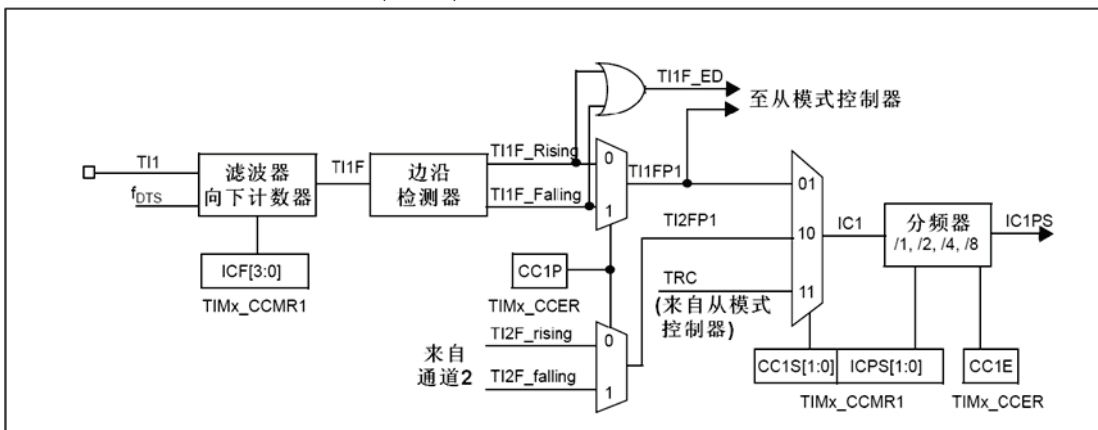 TI1F_ED
至从模式控制器
TI1
fDTS
滤波器
向下计数器
TI1F
边沿
检测器
TI1F_Rising
TI1F_Falling
0
1
TI1FP1
01
10
11
TI2FP1
TRC
(来自从模式
控制器)
IC1
分频器
/1, /2, /4, /8
IC1PS
ICF[3:0]
TIMx_CCMR1
CC1P
TIMx_CCER
来自
通道2
TI2F_rising
TI2F_falling
0
1
CC1S[1:0]
ICPS[1:0]
TIMx_CCMR1
CC1E
TIMx_CCER